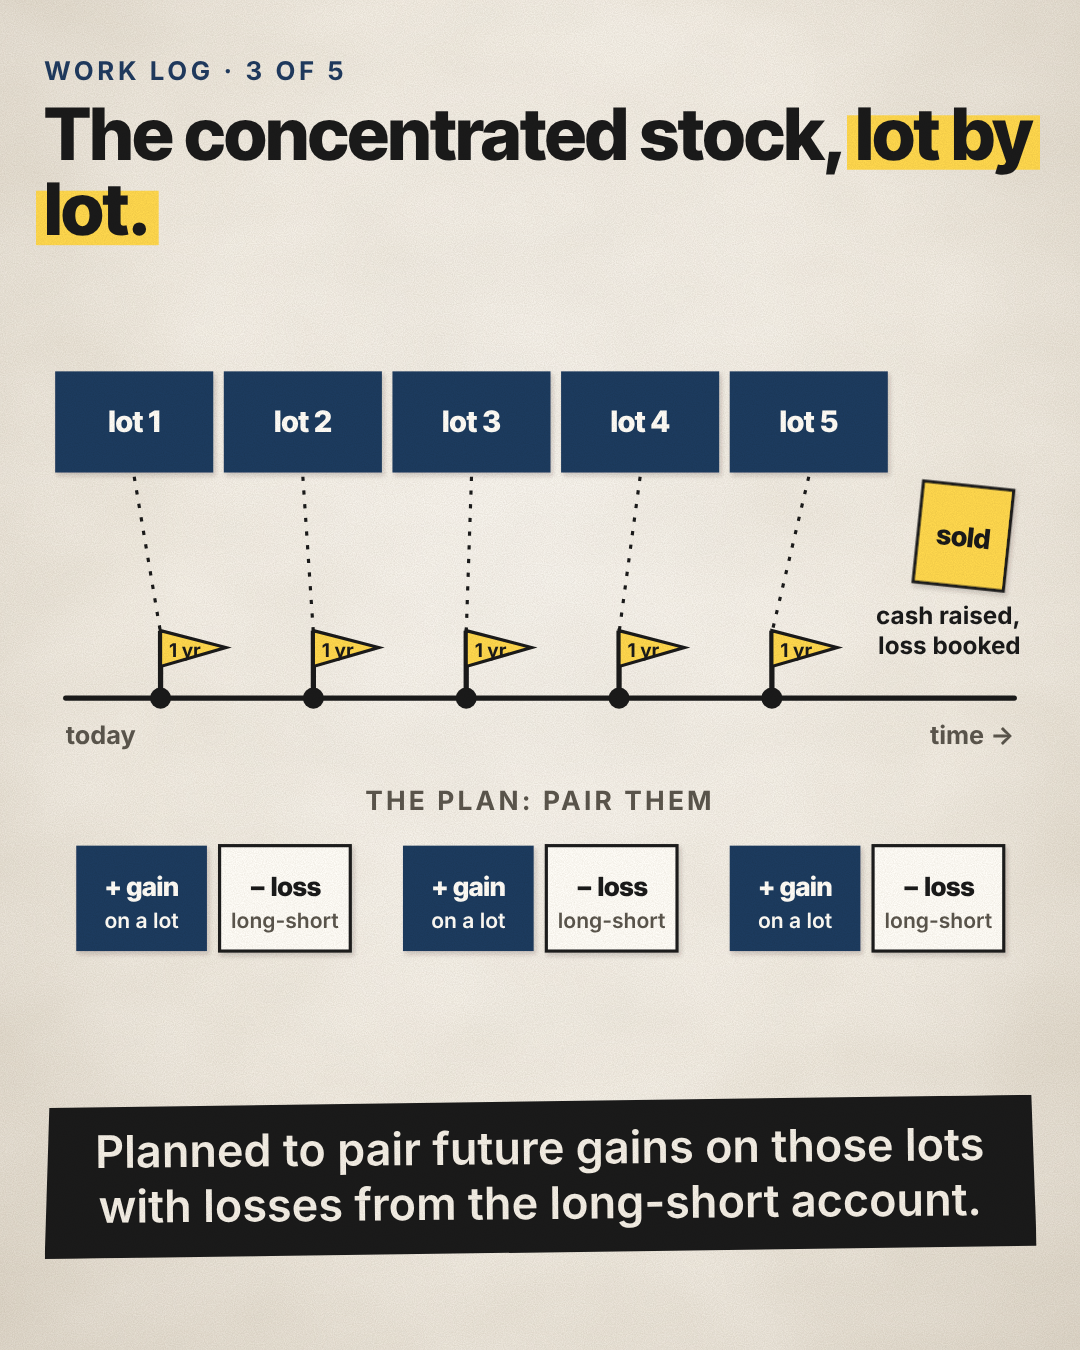 WORK LOG · 3 OF 5
The concentrated stock, lot by
lot.
lot 1
lot 2
lot 3
lot 4
lot 5
sold
cash raised,
loss booked
1 yr
1 yr
1 yr
1 yr
1 yr
today
time →
THE PLAN: PAIR THEM
+ gain
on a lot
– loss
long-short
+ gain
on a lot
– loss
long-short
+ gain
on a lot
– loss
long-short
Planned to pair future gains on those lots
with losses from the long-short account.